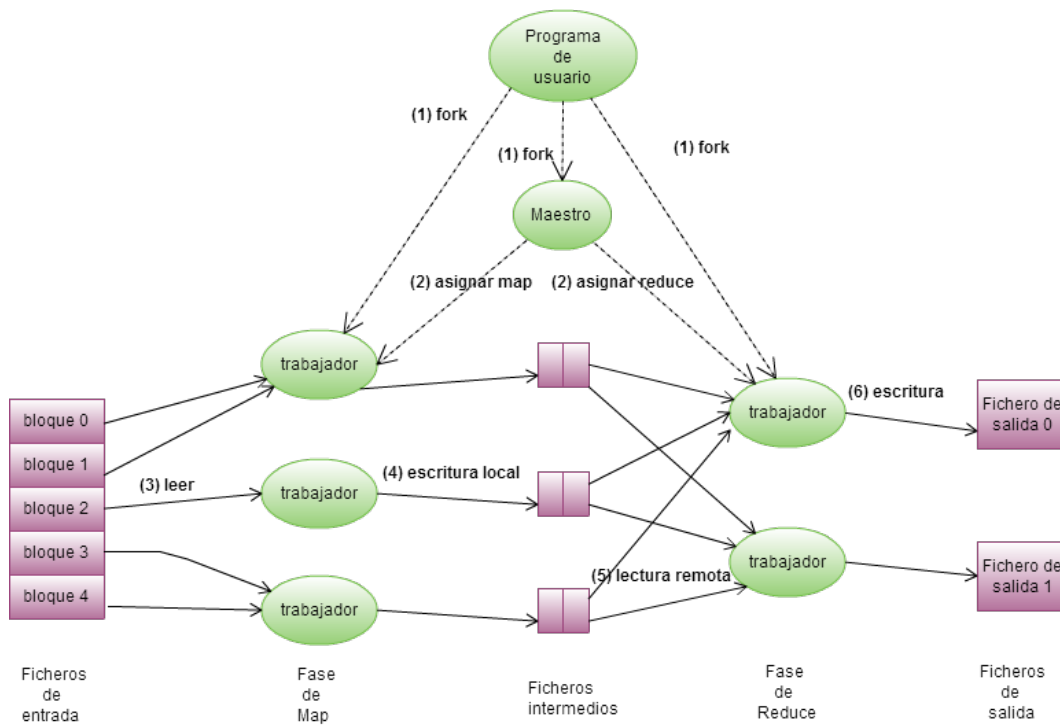 Programa
de
usuario
(1) fork
(1) fork
(1) fork
Maestro
(2) asignar map
(2) asignar reduce
trabajador
trabajador
(6) escritura
Fichero de
salida 0
bloque 0
bloque 1
bloque 2
bloque 3
bloque 4
(3) leer
trabajador
(4) escritura local
trabajador
(5) lectura remota
trabajador
Fichero de
salida 1
Ficheros
de
entrada
Fase
de
Map
Ficheros
intermedios
Fase
de
Reduce
Ficheros
de
salida